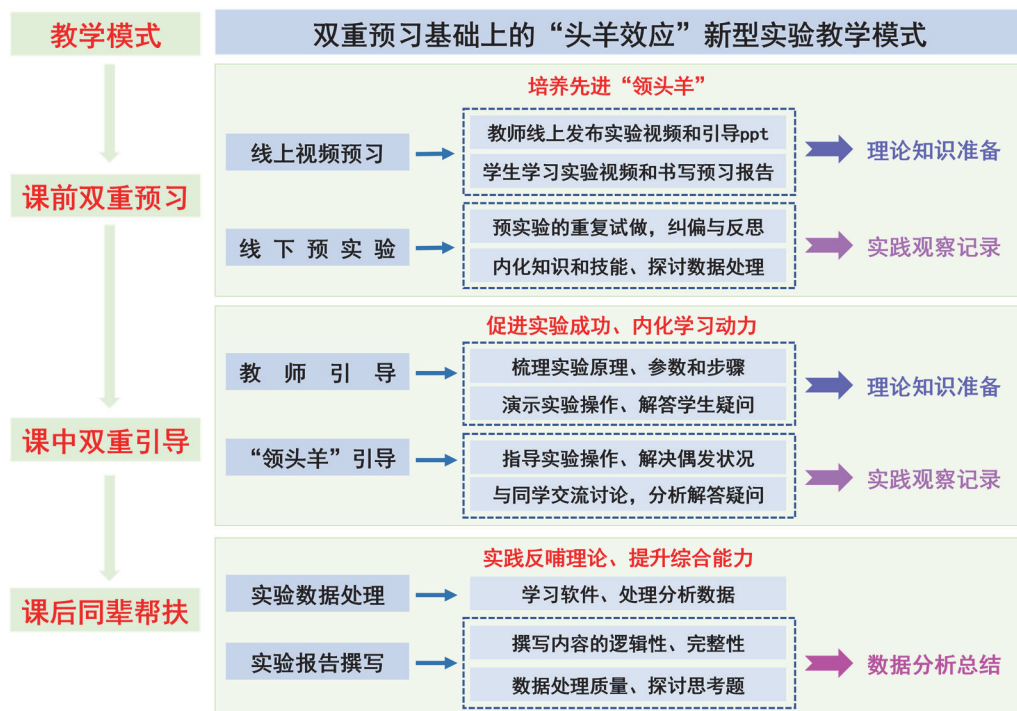 教学模式
双重预习基础上的“头羊效应”新型实验教学模式
课前双重预习
培养先进“领头羊”
线上视频预习
教师线上发布实验视频和引导ppt
学生学习实验视频和书写预习报告
理论知识准备
线下预实验
预实验的重复试做，纠偏与反思
内化知识和技能、探讨数据处理
实践观察记录
课中双重引导
促进实验成功、内化学习动力
教师引导
梳理实验原理、参数和步骤
演示实验操作、解答学生疑问
理论知识准备
“领头羊”引导
指导实验操作、解决偶发状况
与同学交流讨论，分析解答疑问
实践观察记录
课后同辈帮扶
实践反哺理论、提升综合能力
实验数据处理
学习软件、处理分析数据
实验报告撰写
撰写内容的逻辑性、完整性
数据处理质量、探讨思考题
数据分析总结